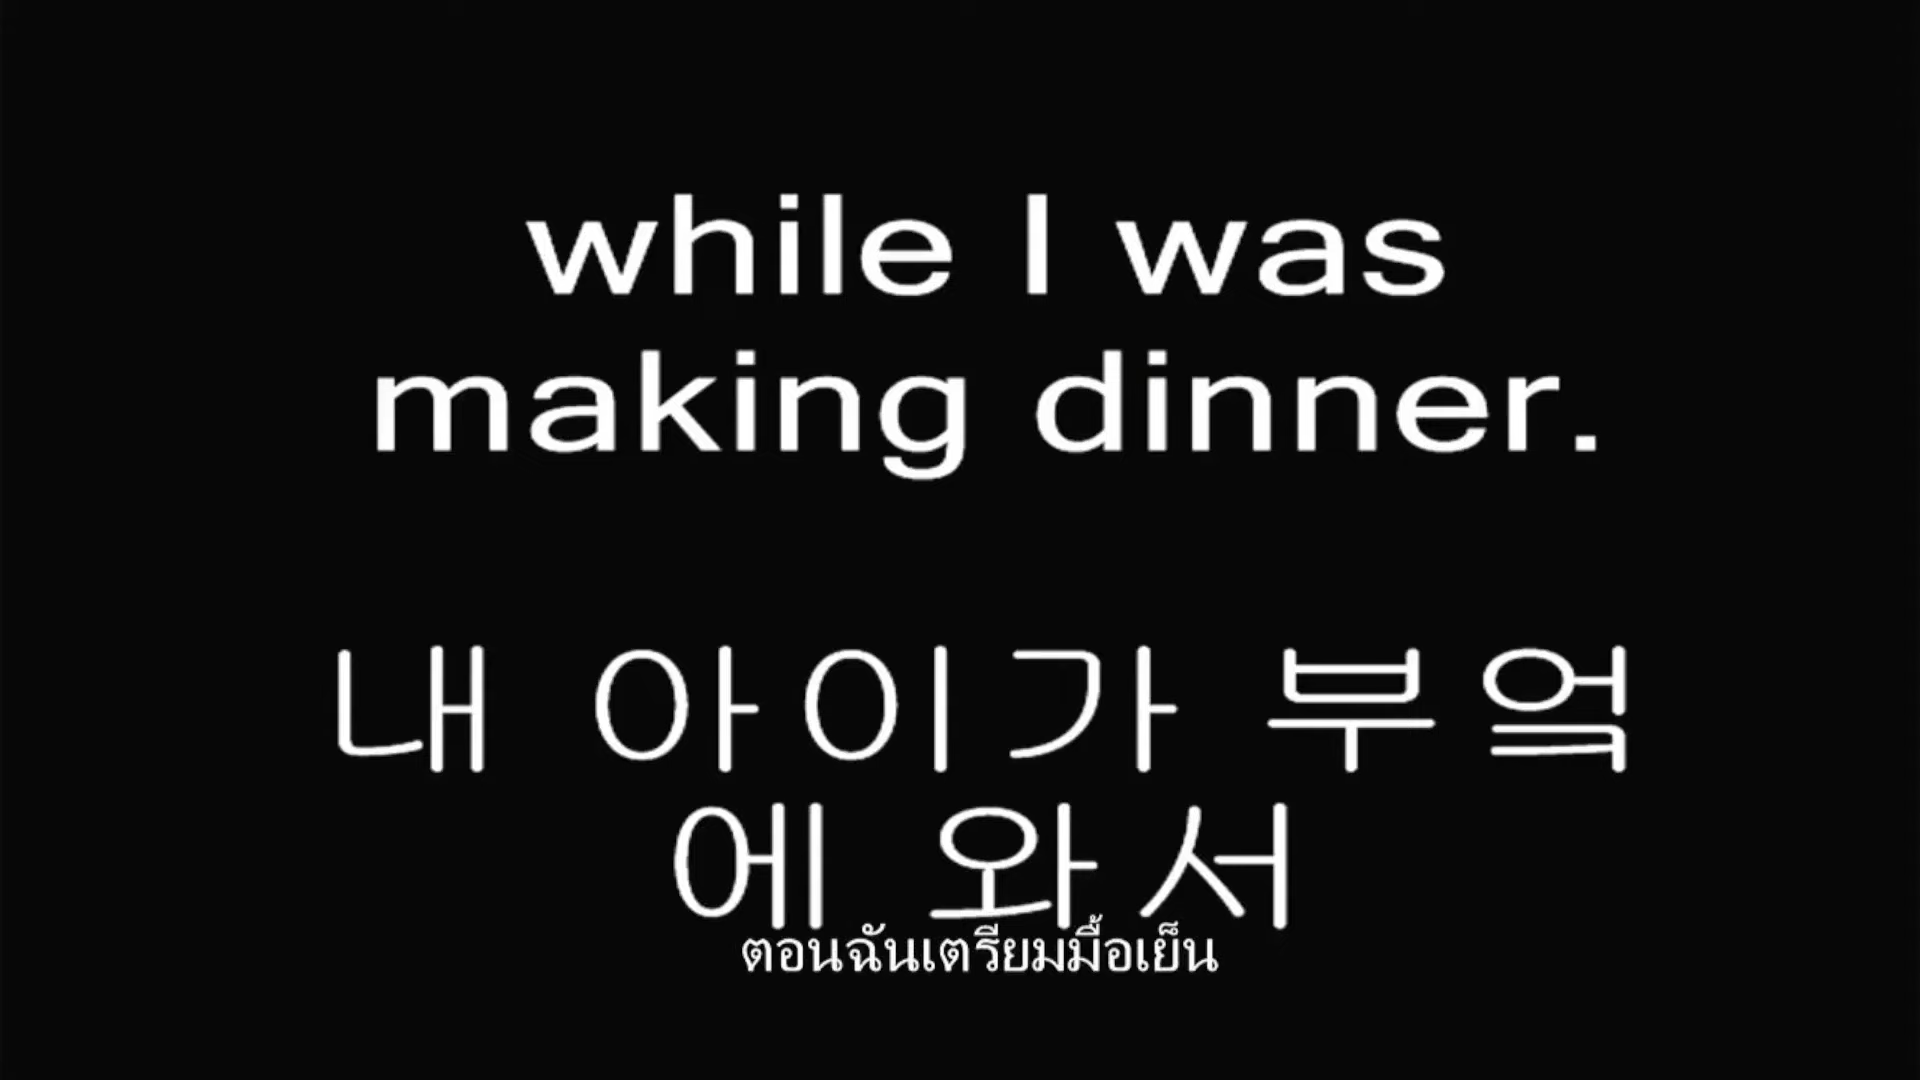 while I was
making dinner.
내 아이가 부엌
에 와서
ตอนฉันเตรียมมื้อเย็น